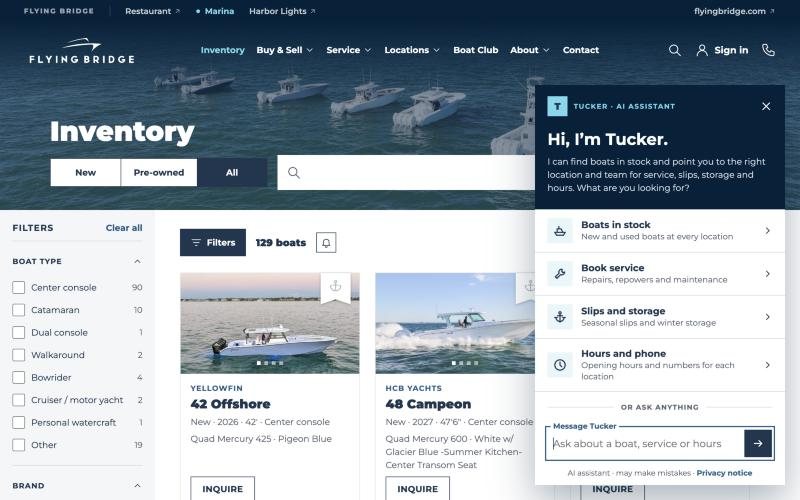 FLYING BRIDGE
Restaurant ↗
Marina
Harbor Lights ↗
flyingbridge.com ↗
FLYING BRIDGE
Inventory
Buy & Sell
Service
Locations
Boat Club
About
Contact
Sign in
Inventory
New
Pre-owned
All
FILTERS
Clear all
BOAT TYPE
Center console 90
Catamaran 10
Dual console 1
Walkaround 2
Bowrider 4
Cruiser / motor yacht 2
Personal watercraft 1
Other 19
BRAND
Filters
129 boats
YELLOWFIN
42 Offshore
New · 2026 · 42' · Center console
Quad Mercury 425 · Pigeon Blue
INQUIRE
HCB YACHTS
48 Campeon
New · 2027 · 47'6" · Center console
Quad Mercury 600 · White w/
Glacier Blue -Summer Kitchen-
Center Transom Seat
INQUIRE
T
TUCKER · AI ASSISTANT
Hi, I’m Tucker.
I can find boats in stock and point you to the right
location and team for service, slips, storage and
hours. What are you looking for?
Boats in stock
New and used boats at every location
Book service
Repairs, repowers and maintenance
Slips and storage
Seasonal slips and winter storage
Hours and phone
Opening hours and numbers for each
location
OR ASK ANYTHING
Message Tucker
Ask about a boat, service or hours
AI assistant · may make mistakes · Privacy notice
INQUIRE